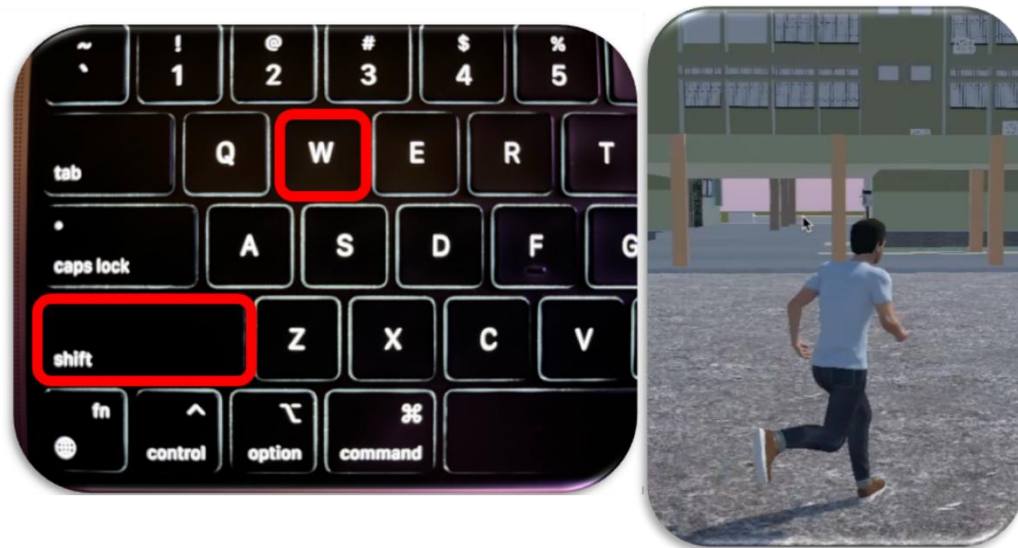 ~ ! @ # $ %
` 1 2 3 4 5
tab Q W E R T
caps lock A S D F G
shift Z X C V
fn ^ ⌥ ⌘
control option command